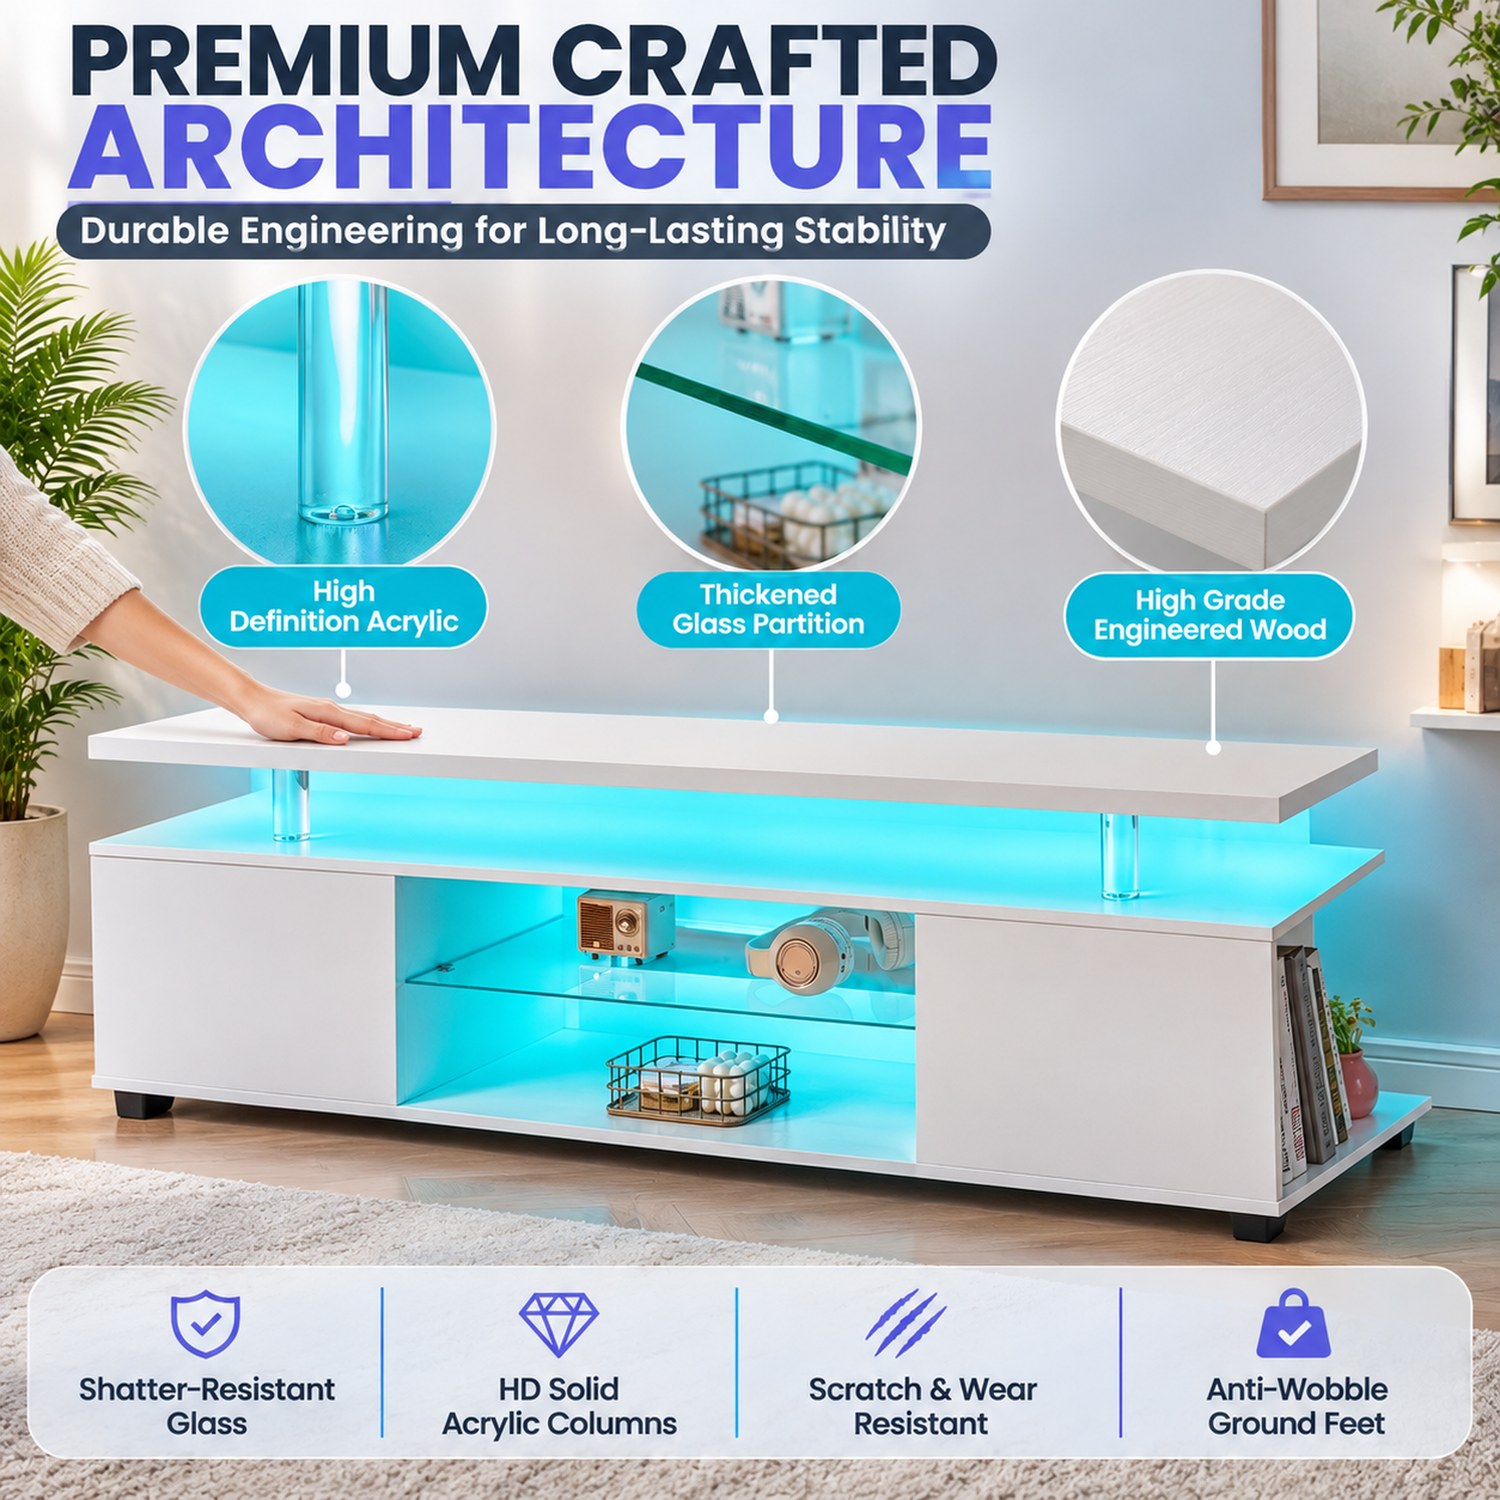 PREMIUM CRAFTED
ARCHITECTURE
Durable Engineering for Long-Lasting Stability
High
Definition Acrylic
Thickened
Glass Partition
High Grade
Engineered Wood
Shatter-Resistant
Glass
HD Solid
Acrylic Columns
Scratch & Wear
Resistant
Anti-Wobble
Ground Feet